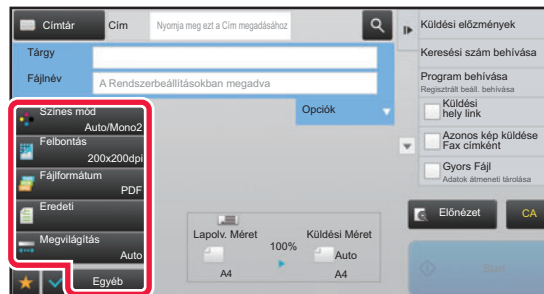 Címtár
Cím
Nyomja meg ezt a Cím megadásához
Tárgy
Fájlnév
A Rendszerbeállításokban megadva
Opciók
Színes mód
Auto/Mono2
Felbontás
200x200dpi
Fájlformátum
PDF
Eredeti
Megvilágítás
Auto
Egyéb
Lapolv. Méret
A4
100%
Küldési Méret
Auto
A4
Küldési előzmények
Keresési szám behívása
Program behívása
Regisztrált beáll. behívása
Küldési
hely link
Azonos kép küldése
Fax címként
Gyors Fájl
Adatok átmeneti tárolása
Előnézet
CA
Start